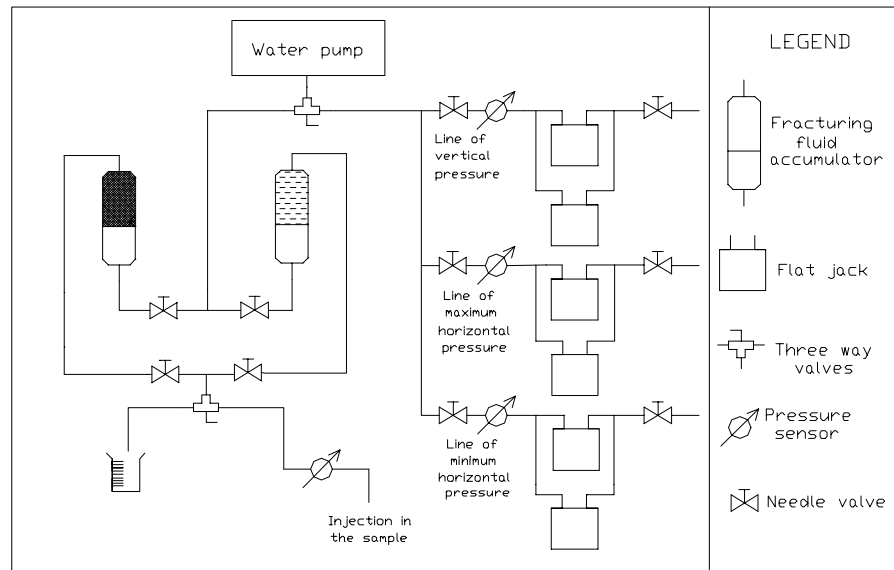 Water pump
Line of
vertical
pressure
Line of
maximum
horizontal
pressure
Line of
minimum
horizontal
pressure
Injection in
the sample
LEGEND
Fracturing
fluid
accumulator
Flat jack
Three way
valves
Pressure
sensor
Needle valve